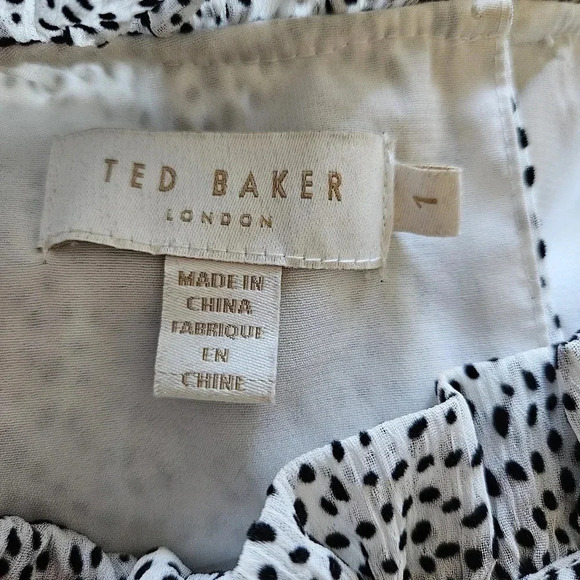 TED BAKER
LONDON
1
MADE IN
CHINA
FABRIQUE
EN
CHINE